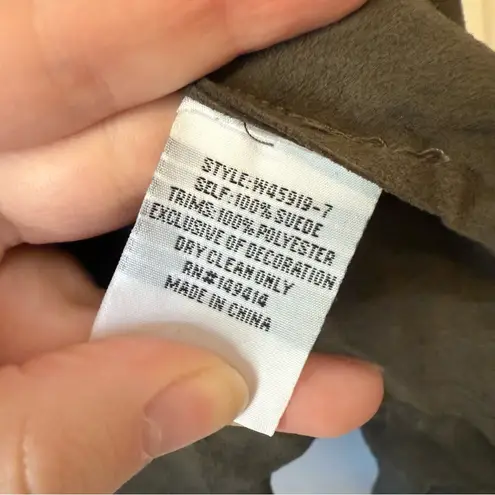 STYLE:W45919-7
SELF:100% SUEDE
TRIMS:100% POLYESTER
EXCLUSIVE OF DECORATION
DRY CLEAN ONLY
RN#149414
MADE IN CHINA